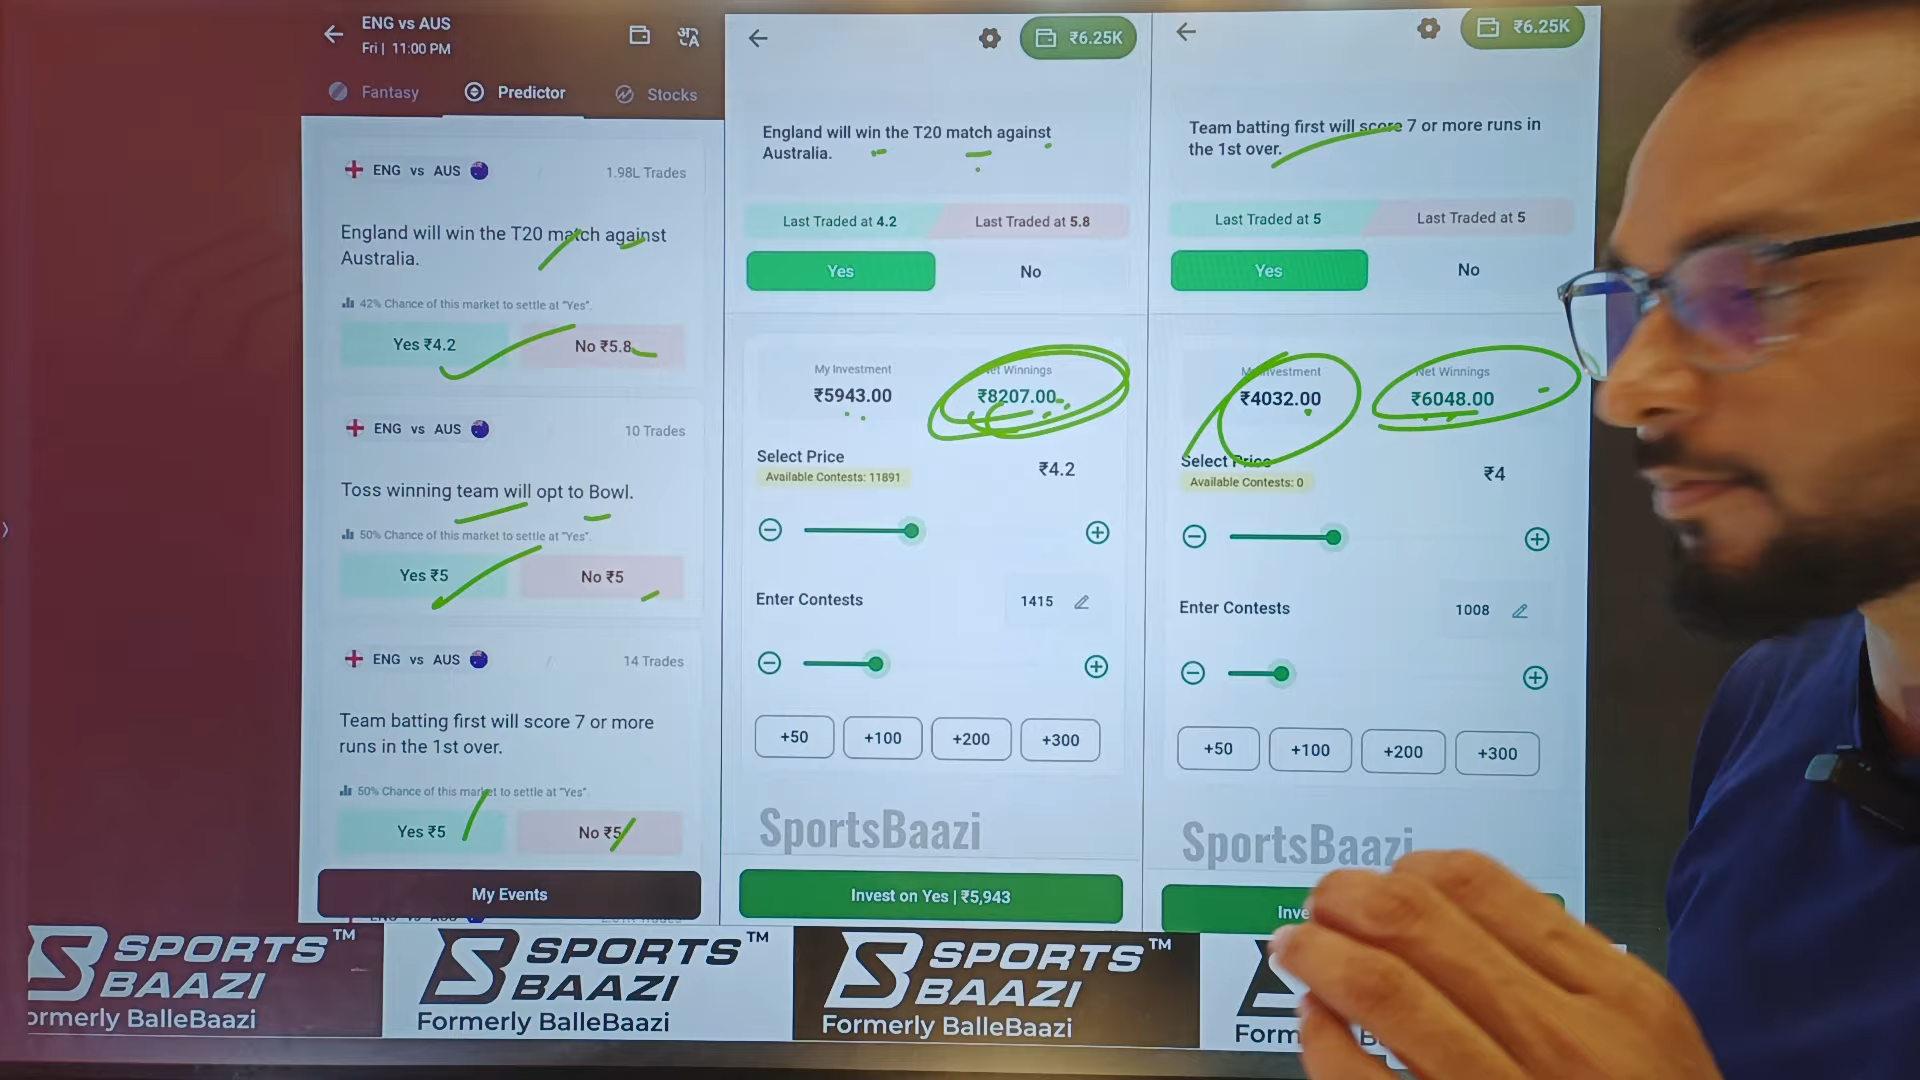 ENG vs AUS
Fri | 11:00 PM
Fantasy
Predictor
Stocks
ENG vs AUS
1.98L Trades
England will win the T20 match against
Australia.
42% Chance of this market to settle at "Yes".
Yes ₹4.2
No ₹5.8
ENG vs AUS
10 Trades
Toss winning team will opt to Bowl.
50% Chance of this market to settle at "Yes".
Yes ₹5
No ₹5
ENG vs AUS
14 Trades
Team batting first will score 7 or more
runs in the 1st over.
50% Chance of this market to settle at "Yes"
Yes ₹5
No ₹5
My Events
₹6.25K
England will win the T20 match against
Australia.
Last Traded at 4.2
Last Traded at 5.8
Yes
No
My Investment
Net Winnings
₹5943.00
₹8207.00
Select Price
Available Contests: 11891
₹4.2
Enter Contests
1415
+50
+100
+200
+300
SportsBaazi
Invest on Yes | ₹5,943
₹6.25K
Team batting first will score 7 or more runs in
the 1st over.
Last Traded at 5
Last Traded at 5
Yes
No
My Investment
Net Winnings
₹4032.00
₹6048.00
Select Price
Available Contests: 0
₹4
Enter Contests
1008
+50
+100
+200
+300
SportsBaazi
Inve
SPORTS™
BAAZI
ormerly BalleBaazi
SPORTS™
BAAZI
Formerly BalleBaazi
SPORTS™
BAAZI
Formerly BalleBaazi
Form